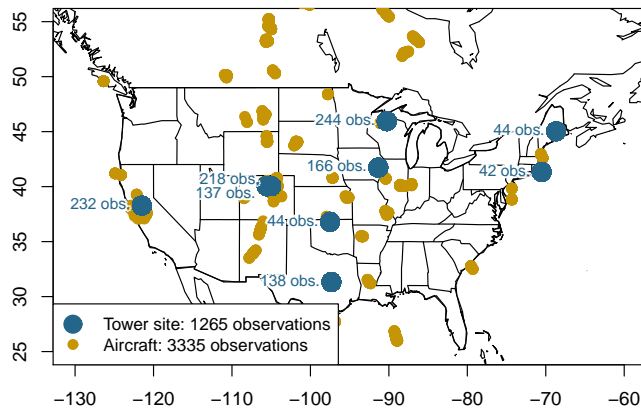 55
50
45
40
35
30
25
244 obs.
44 obs.
166 obs.
42 obs.
218 obs.
137 obs.
232 obs.
44 obs.
138 obs.
Tower site: 1265 observations
Aircraft: 3335 observations
−130 −120 −110 −100 −90 −80 −70 −60